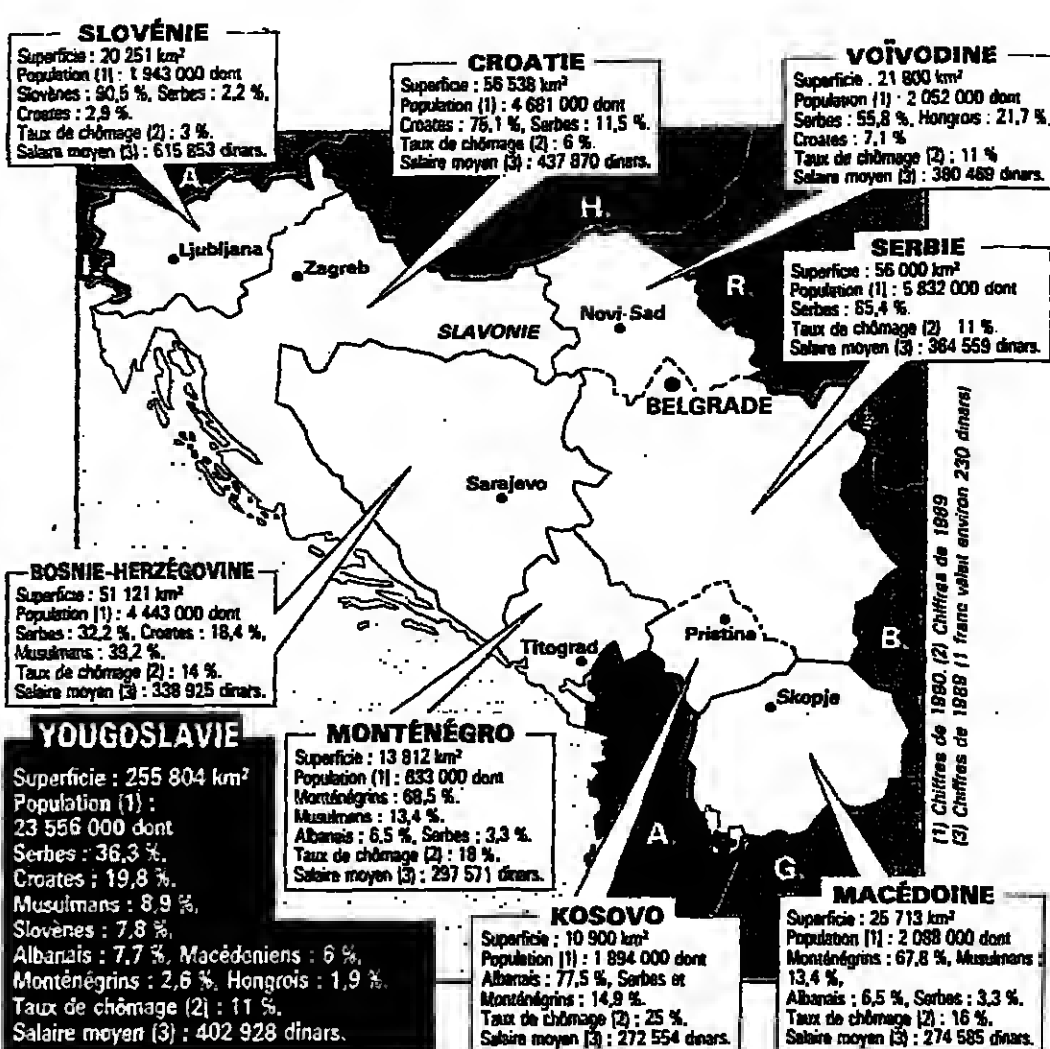 SLOVÉNIE
Superficie : 20 251 km²
Population (1) : 1 943 000 dont
Slovènes : 90,5 %, Serbes : 2,2 %,
Croates : 2,9 %.
Taux de chômage (2) : 3 %.
Salaire moyen (3) : 615 853 dinars.
CROATIE
Superficie : 56 538 km²
Population (1) : 4 681 000 dont
Croates : 75,1 %, Serbes : 11,5 %.
Taux de chômage (2) : 6 %.
Salaire moyen (3) : 437 870 dinars.
VOÏVODINE
Superficie : 21 800 km²
Population (1) : 2 052 000 dont
Serbes : 55,8 %, Hongrois : 21,7 %,
Croates : 7,1 %
Taux de chômage (2) : 11 %
Salaire moyen (3) : 380 469 dinars.
SERBIE
Superficie : 56 000 km²
Population (1) : 5 832 000 dont
Serbes : 65,4 %.
Taux de chômage (2) 11 %.
Salaire moyen (3) : 364 559 dinars.
A.
I.
H.
R.
B.
A.
G.
Ljubljana
Zagreb
SLAVONIE
Novi-Sad
BELGRADE
Sarajevo
Titograd
Pristina
Skopje
BOSNIE-HERZÉGOVINE
Superficie : 51 121 km²
Population (1) : 4 443 000 dont
Serbes : 32,2 %, Croates : 18,4 %,
Musulmans : 39,2 %.
Taux de chômage (2) : 14 %.
Salaire moyen (3) : 338 925 dinars.
YOUGOSLAVIE
Superficie : 255 804 km²
Population (1) :
23 556 000 dont
Serbes : 36,3 %.
Croates : 19,8 %.
Musulmans : 8,9 %,
Slovènes : 7,8 %,
Albanais : 7,7 %, Macédoniens : 6 %,
Monténégrins : 2,6 %, Hongrois : 1,9 %.
Taux de chômage (2) : 11 %.
Salaire moyen (3) : 402 928 dinars.
MONTÉNÉGRO
Superficie : 13 812 km²
Population (1) : 633 000 dont
Monténégrins : 68,5 %.
Musulmans : 13,4 %.
Albanais : 6,5 %, Serbes : 3,3 %.
Taux de chômage (2) : 18 %.
Salaire moyen (3) : 297 571 dinars.
KOSOVO
Superficie : 10 900 km²
Population (1) : 1 894 000 dont
Albanais : 77,5 %, Serbes et
Monténégrins : 14,9 %.
Taux de chômage (2) : 25 %.
Salaire moyen (3) : 272 554 dinars.
MACÉDOINE
Superficie : 25 713 km²
Population (1) : 2 088 000 dont
Monténégrins : 67,8 %, Musulmans :
13,4 %,
Albanais : 6,5 %, Serbes : 3,3 %.
Taux de chômage (2) : 16 %.
Salaire moyen (3) : 274 585 dinars.
(1) Chiffres de 1990. (2) Chiffres de 1989
(3) Chiffres de 1988 (1 franc valait environ 230 dinars)